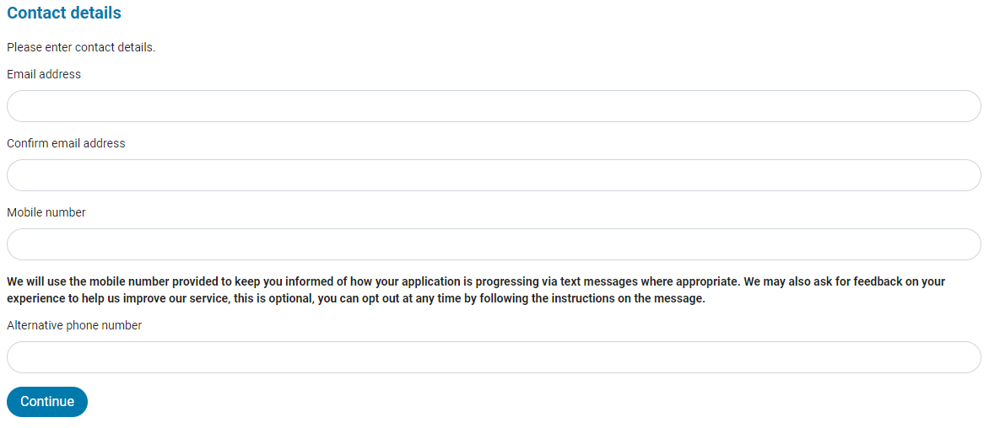 Contact details
Please enter contact details.
Email address
Confirm email address
Mobile number
We will use the mobile number provided to keep you informed of how your application is progressing via text messages where appropriate. We may also ask for feedback on your
experience to help us improve our service, this is optional, you can opt out at any time by following the instructions on the message.
Alternative phone number
Continue